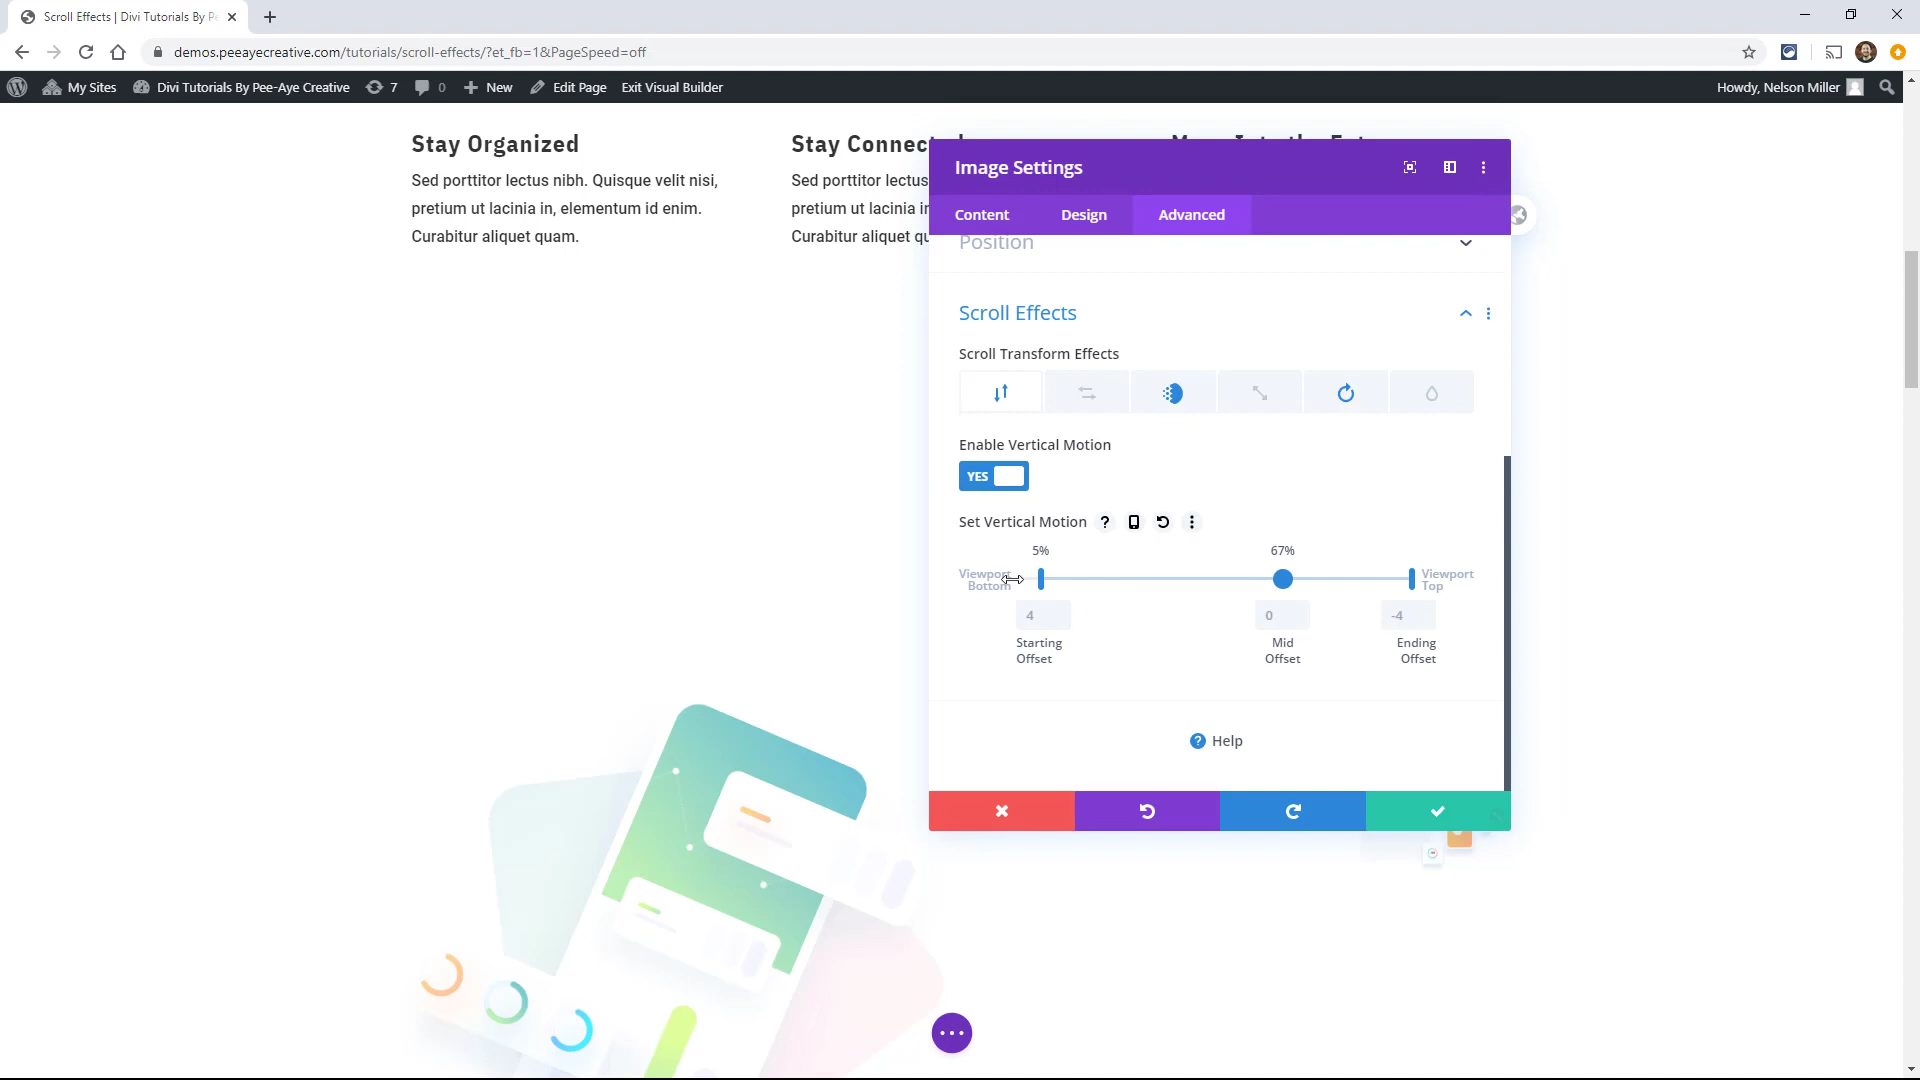 Scroll Effects | Divi Tutorials By Pe
demos.peeayecreative.com/tutorials/scroll-effects/?et_fb=1&PageSpeed=off
My Sites
Divi Tutorials By Pee-Aye Creative
7
0
New
Edit Page
Exit Visual Builder
Howdy, Nelson Miller
Stay Organized
Sed porttitor lectus nibh. Quisque velit nisi,
pretium ut lacinia in, elementum id enim.
Curabitur aliquet quam.
Stay Connec
Sed porttitor lectus
pretium ut lacinia
Curabitur aliquet
Image Settings
Content
Design
Advanced
Position
Scroll Effects
Scroll Transform Effects
Enable Vertical Motion
YES
Set Vertical Motion ?
5%
67%
Viewport
Bottom
Viewport
Top
4
0
-4
Starting
Offset
Mid
Offset
Ending
Offset
? Help